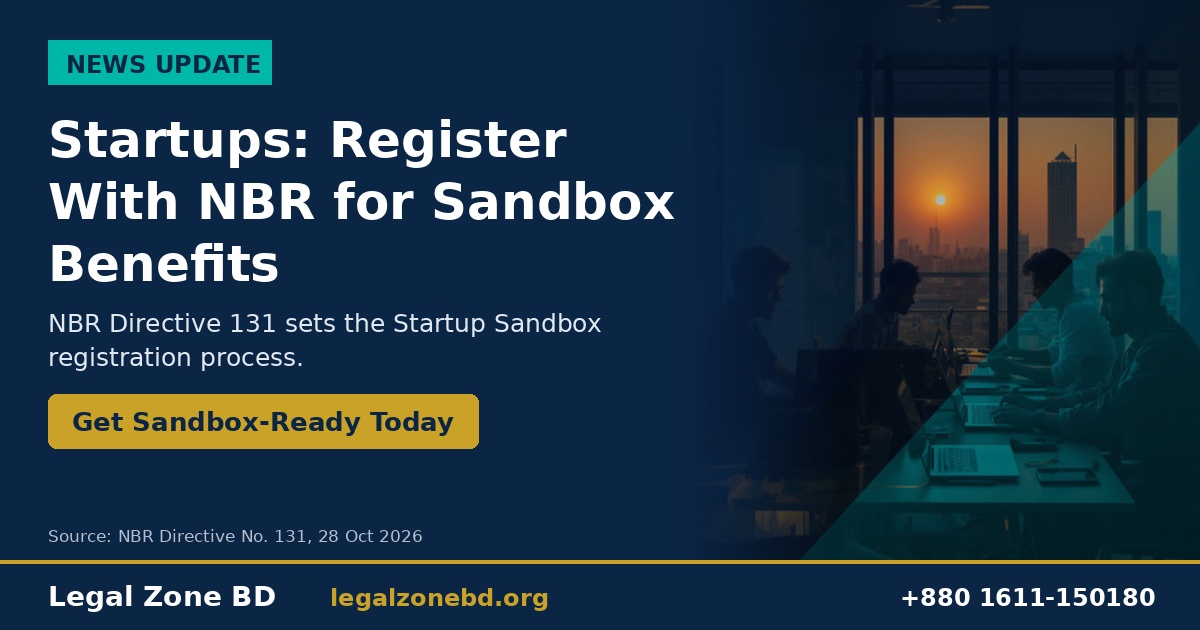 NEWS UPDATE
Startups: Register
With NBR for Sandbox
Benefits
NBR Directive 131 sets the Startup Sandbox
registration process.
Get Sandbox-Ready Today
Source: NBR Directive No. 131, 28 Oct 2026
Legal Zone BD
legalzonebd.org
+880 1611-150180